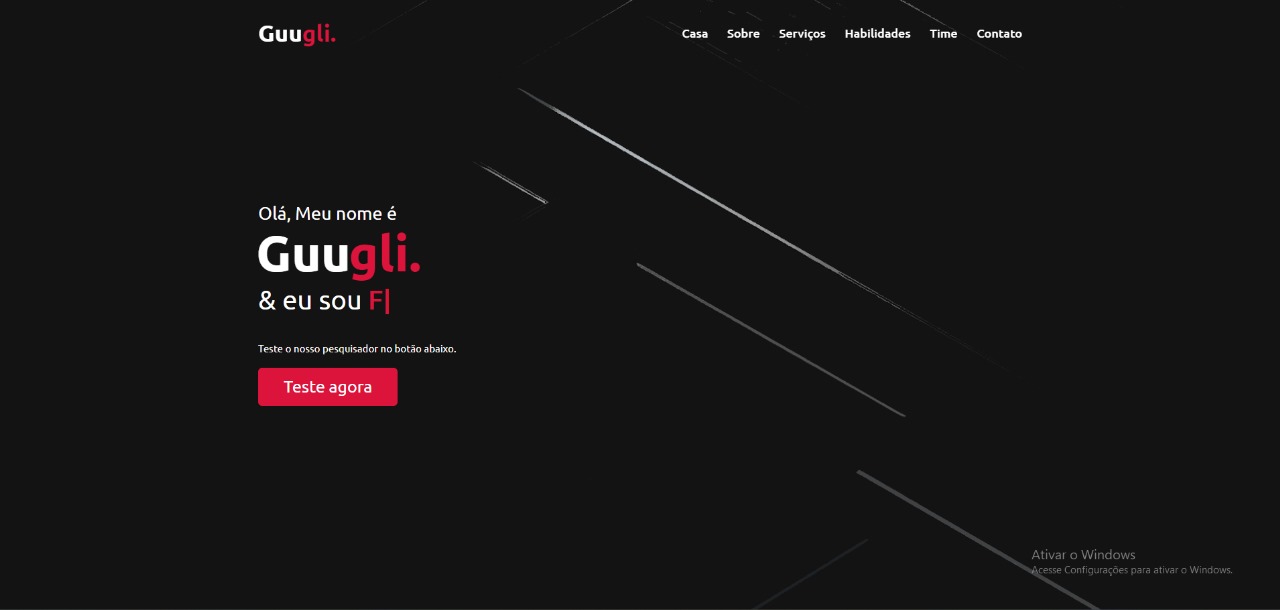 Guugli.
Casa Sobre Serviços Habilidades Time Contato
Olá, Meu nome é
Guugli.
& eu sou F|
Teste o nosso pesquisador no botão abaixo.
Teste agora
Ativar o Windows
Acesse Configurações para ativar o Windows.